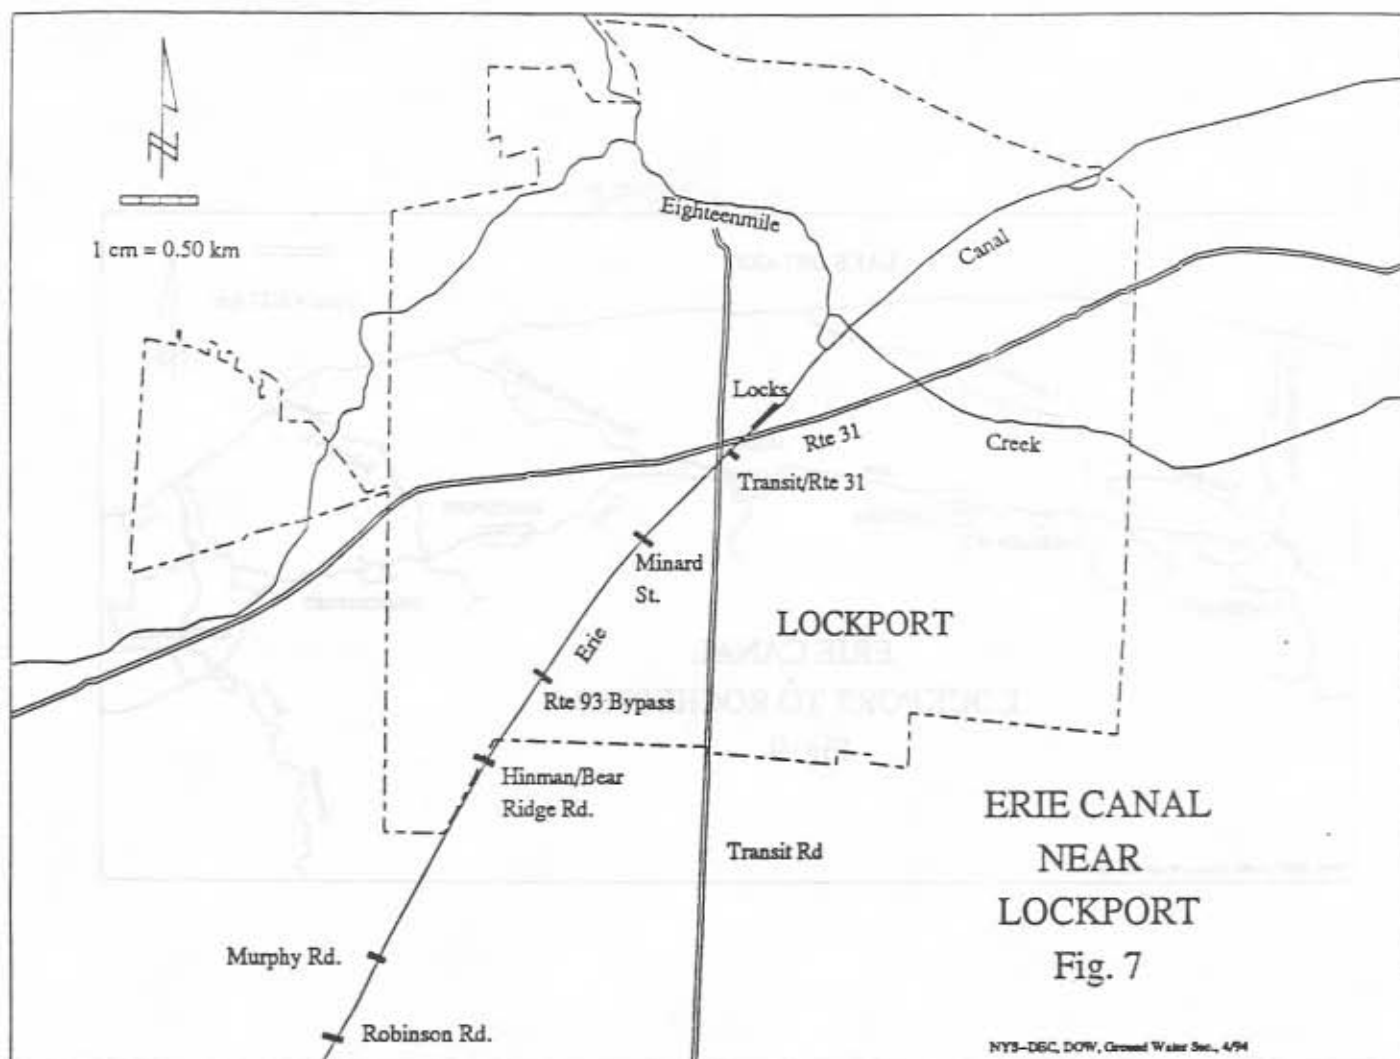 N
Eighteenmile
Canal
1 cm = 0.50 km
Locks
Rte 31
Creek
Transit/Rte 31
Minard
St.
LOCKPORT
Erie
Rte 93 Bypass
Hinman/Bear
Ridge Rd.
Transit Rd
ERIE CANAL
NEAR
LOCKPORT
Fig. 7
Murphy Rd.
Robinson Rd.
NYS-DEC, DOW, Ground Water Sec., 4/94